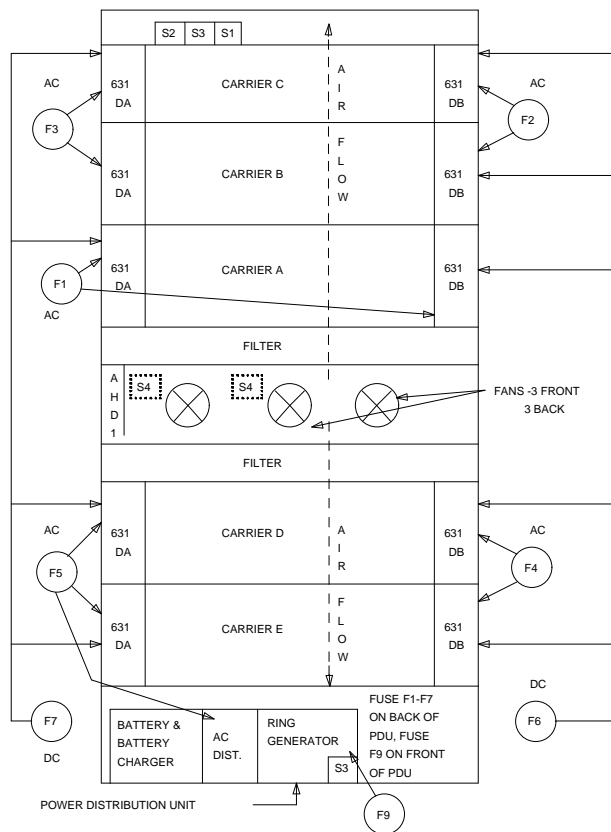 S2 S3 S1
AC
631
DA
CARRIER C
A
I
R
631
DB
AC
F3
F2
631
DA
CARRIER B
F
L
O
W
631
DB
631
DA
CARRIER A
631
DB
F1
AC
FILTER
A
H
D
1
S4
S4
FANS -3 FRONT
3 BACK
FILTER
AC
631
DA
CARRIER D
A
I
R
631
DB
AC
F5
F4
631
DA
CARRIER E
F
L
O
W
631
DB
F7
DC
BATTERY &
BATTERY
CHARGER
AC
DIST.
RING
GENERATOR
S3
FUSE F1-F7
ON BACK OF
PDU, FUSE
F9 ON FRONT
OF PDU
DC
F6
POWER DISTRIBUTION UNIT
F9